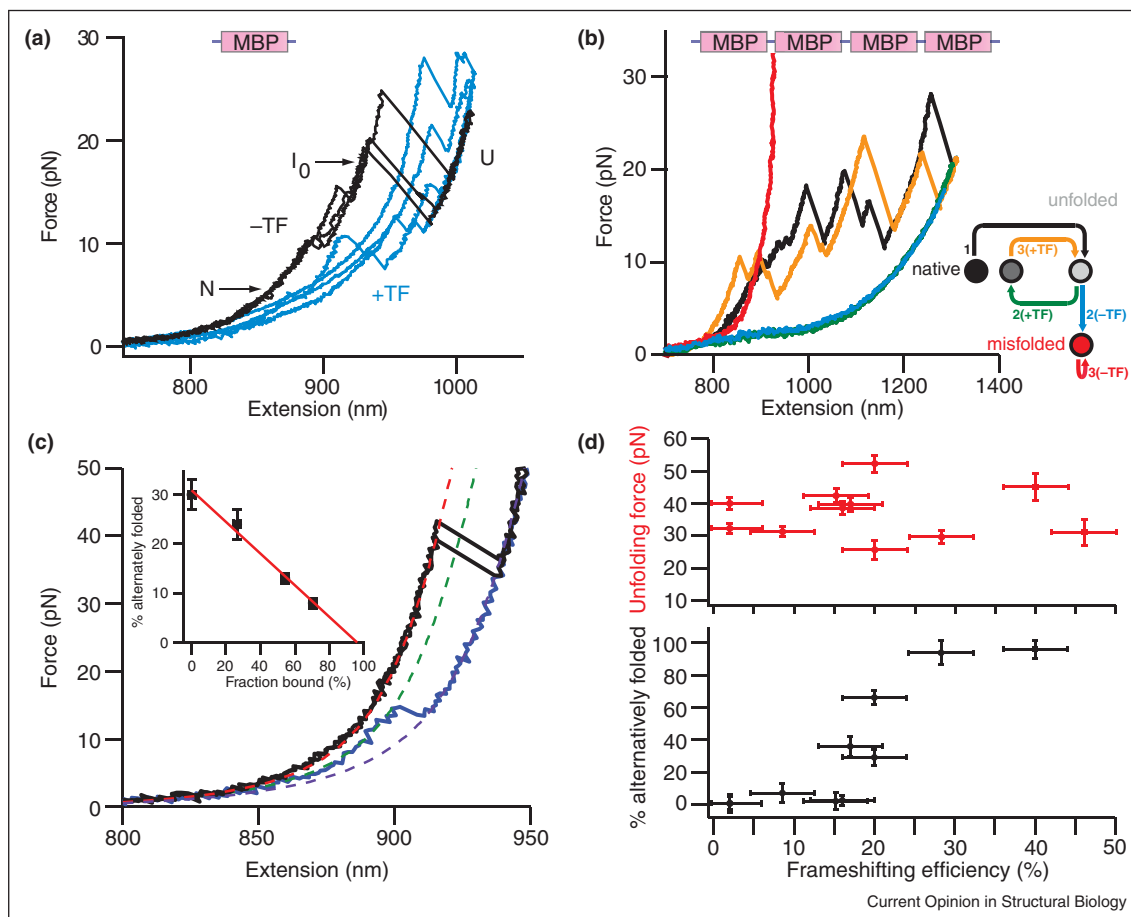 (a)
MBP
30
20
10
0
Force (pN)
I0
–TF
N
+TF
U
800
900
1000
Extension (nm)
(b)
MBP MBP MBP MBP
30
20
10
0
Force (pN)
800
1000
1200
1400
Extension (nm)
unfolded
1
native
3(+TF)
2(+TF)
2(–TF)
misfolded
3(–TF)
(c)
50
40
30
20
10
0
Force (pN)
800
850
900
950
Extension (nm)
% alternately folded
30
20
10
0
0 20 40 60 80 100
Fraction bound (%)
(d)
Unfolding force (pN)
60
50
40
30
20
10
% alternatively folded
100
80
60
40
20
0
0 10 20 30 40 50
Frameshifting efficiency (%)
Current Opinion in Structural Biology